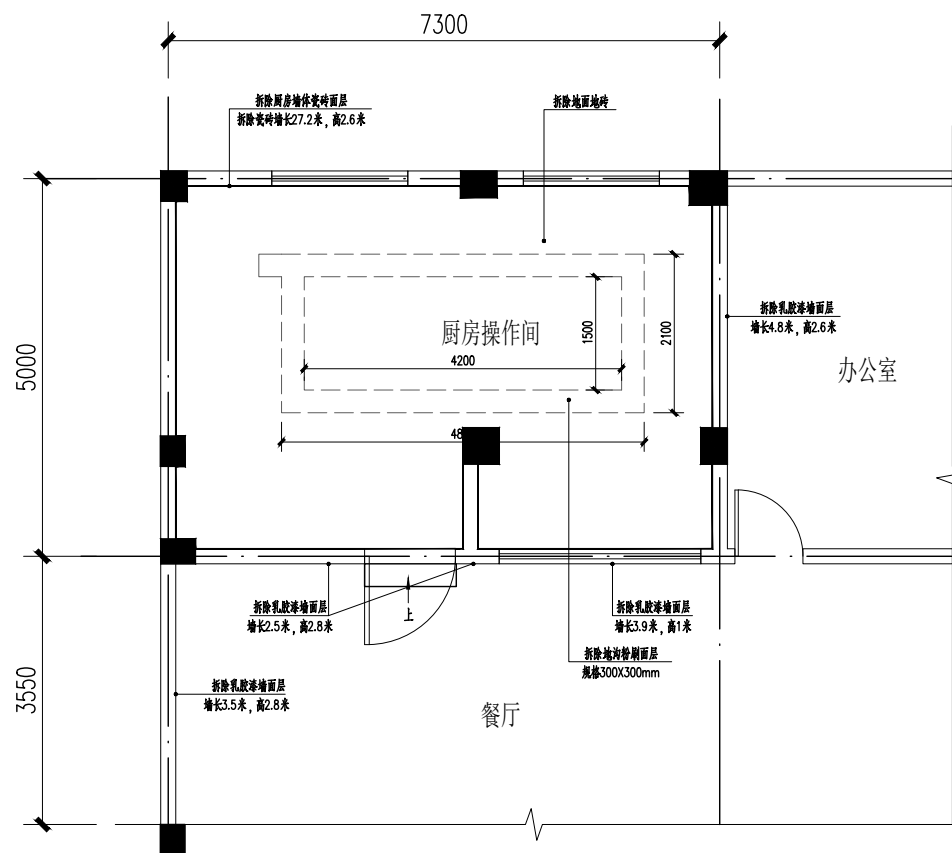 7300
拆除厨房墙体瓷砖面层
拆除瓷砖墙长27.2米，高2.6米
拆除地面地砖
5000
厨房操作间
1500
2100
4200
48
拆除乳胶漆墙面层
墙长4.8米，高2.6米
办公室
拆除乳胶漆墙面层
墙长2.5米，高2.8米
上
拆除乳胶漆墙面层
墙长3.9米，高1米
拆除地沟粉刷面层
规格300X300mm
3550
拆除乳胶漆墙面层
墙长3.5米，高2.8米
餐厅